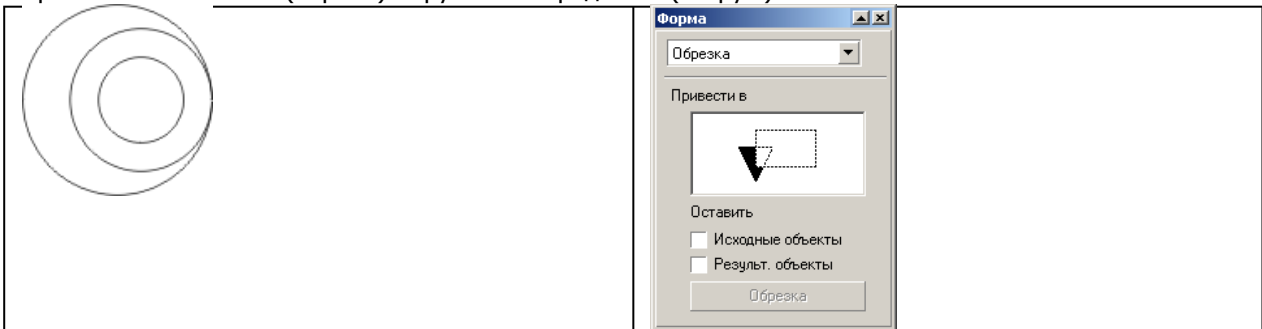 Форма
Обрезка
Привести в
Оставить
Исходные объекты
Результ. объекты
Обрезка